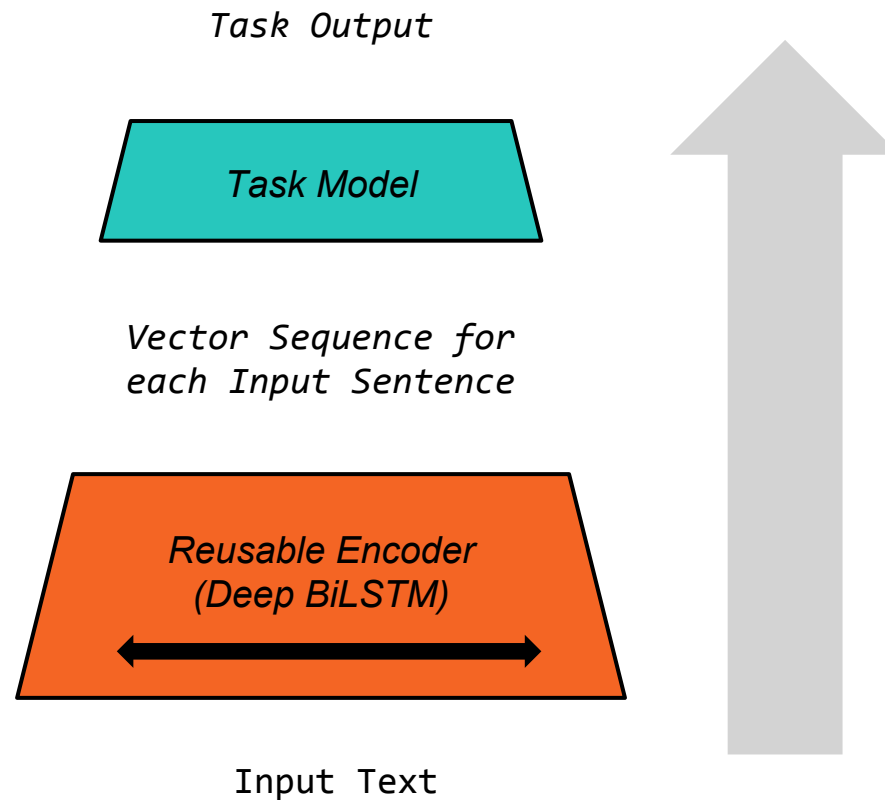 Task Output
Task Model
Vector Sequence for
each Input Sentence
Reusable Encoder
(Deep BiLSTM)
Input Text